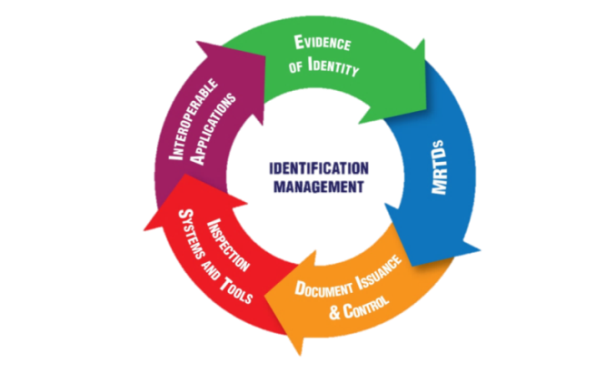 EVIDENCE
OF IDENTITY
MRTDs
DOCUMENT ISSUANCE
& CONTROL
INSPECTION
SYSTEMS AND TOOLS
INTEROPERABLE
APPLICATIONS
IDENTIFICATION
MANAGEMENT